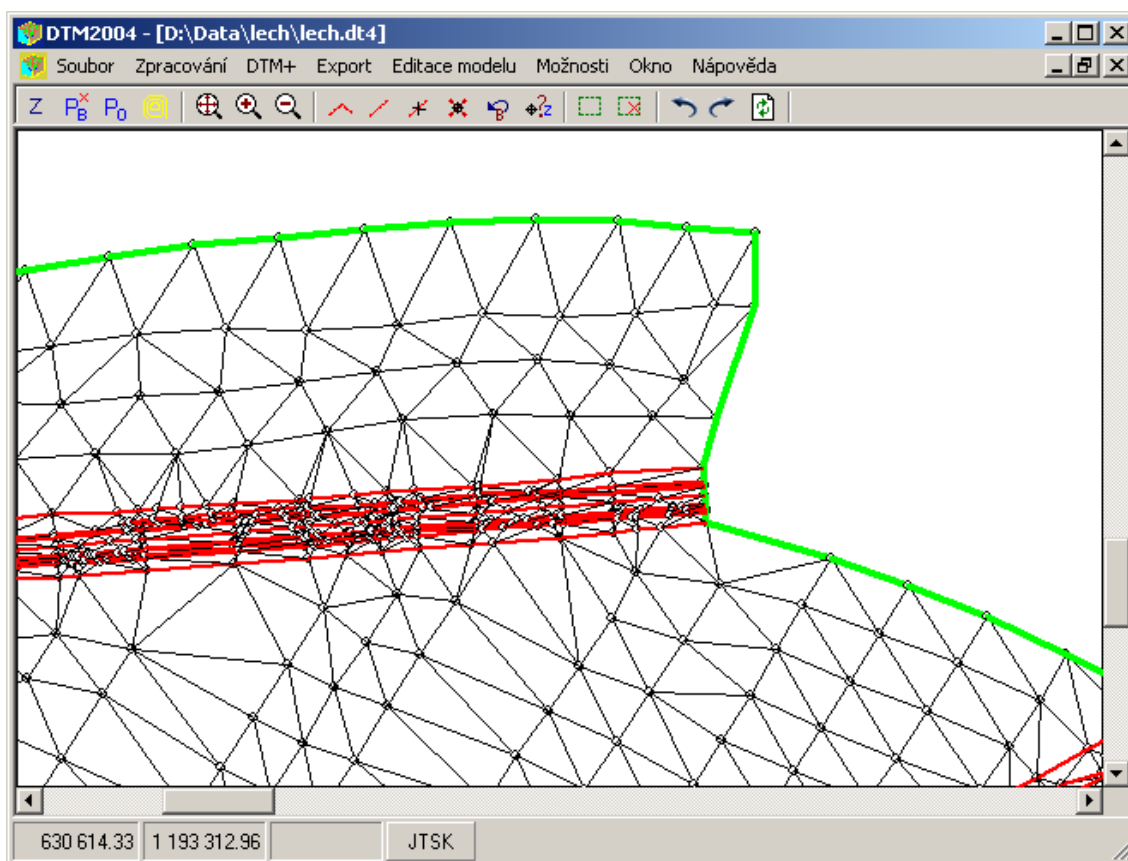 DTM2004 - [D:\Data\lech\lech.dt4]
Soubor Zpracování DTM+ Export Editace modelu Možnosti Okno Nápověda
Z P B P O B ? z
630 614.33 1 193 312.96 JTSK